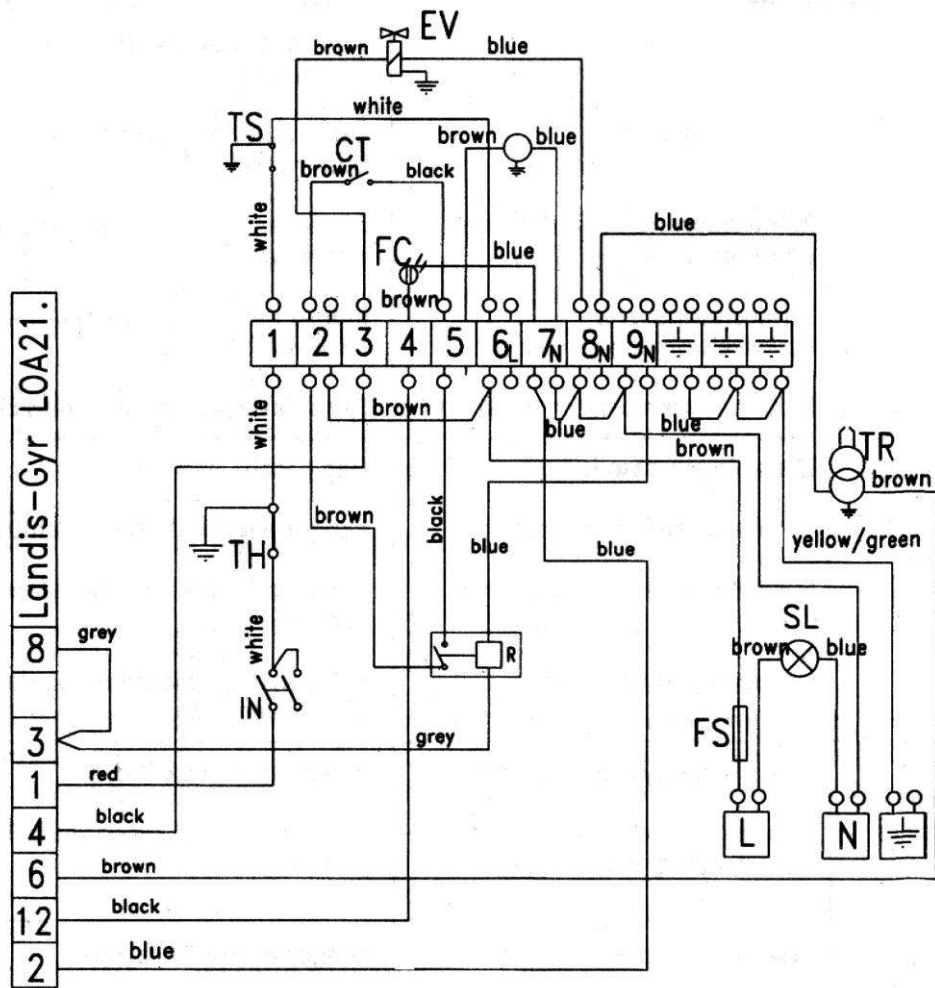 EV
brown
blue
white
TS
CT
brown
black
brown
blue
white
FC
blue
blue
brown
1 2 3 4 5 6L 7N 8N 9N
Landis-Gyr LOA21.
white
brown
blue
blue
brown
TR
brown
brown
black
blue
blue
yellow/green
TH
white
SL
brown
blue
R
IN
8
grey
3
grey
FS
1
red
L
N
4
black
6
brown
12
black
2
blue